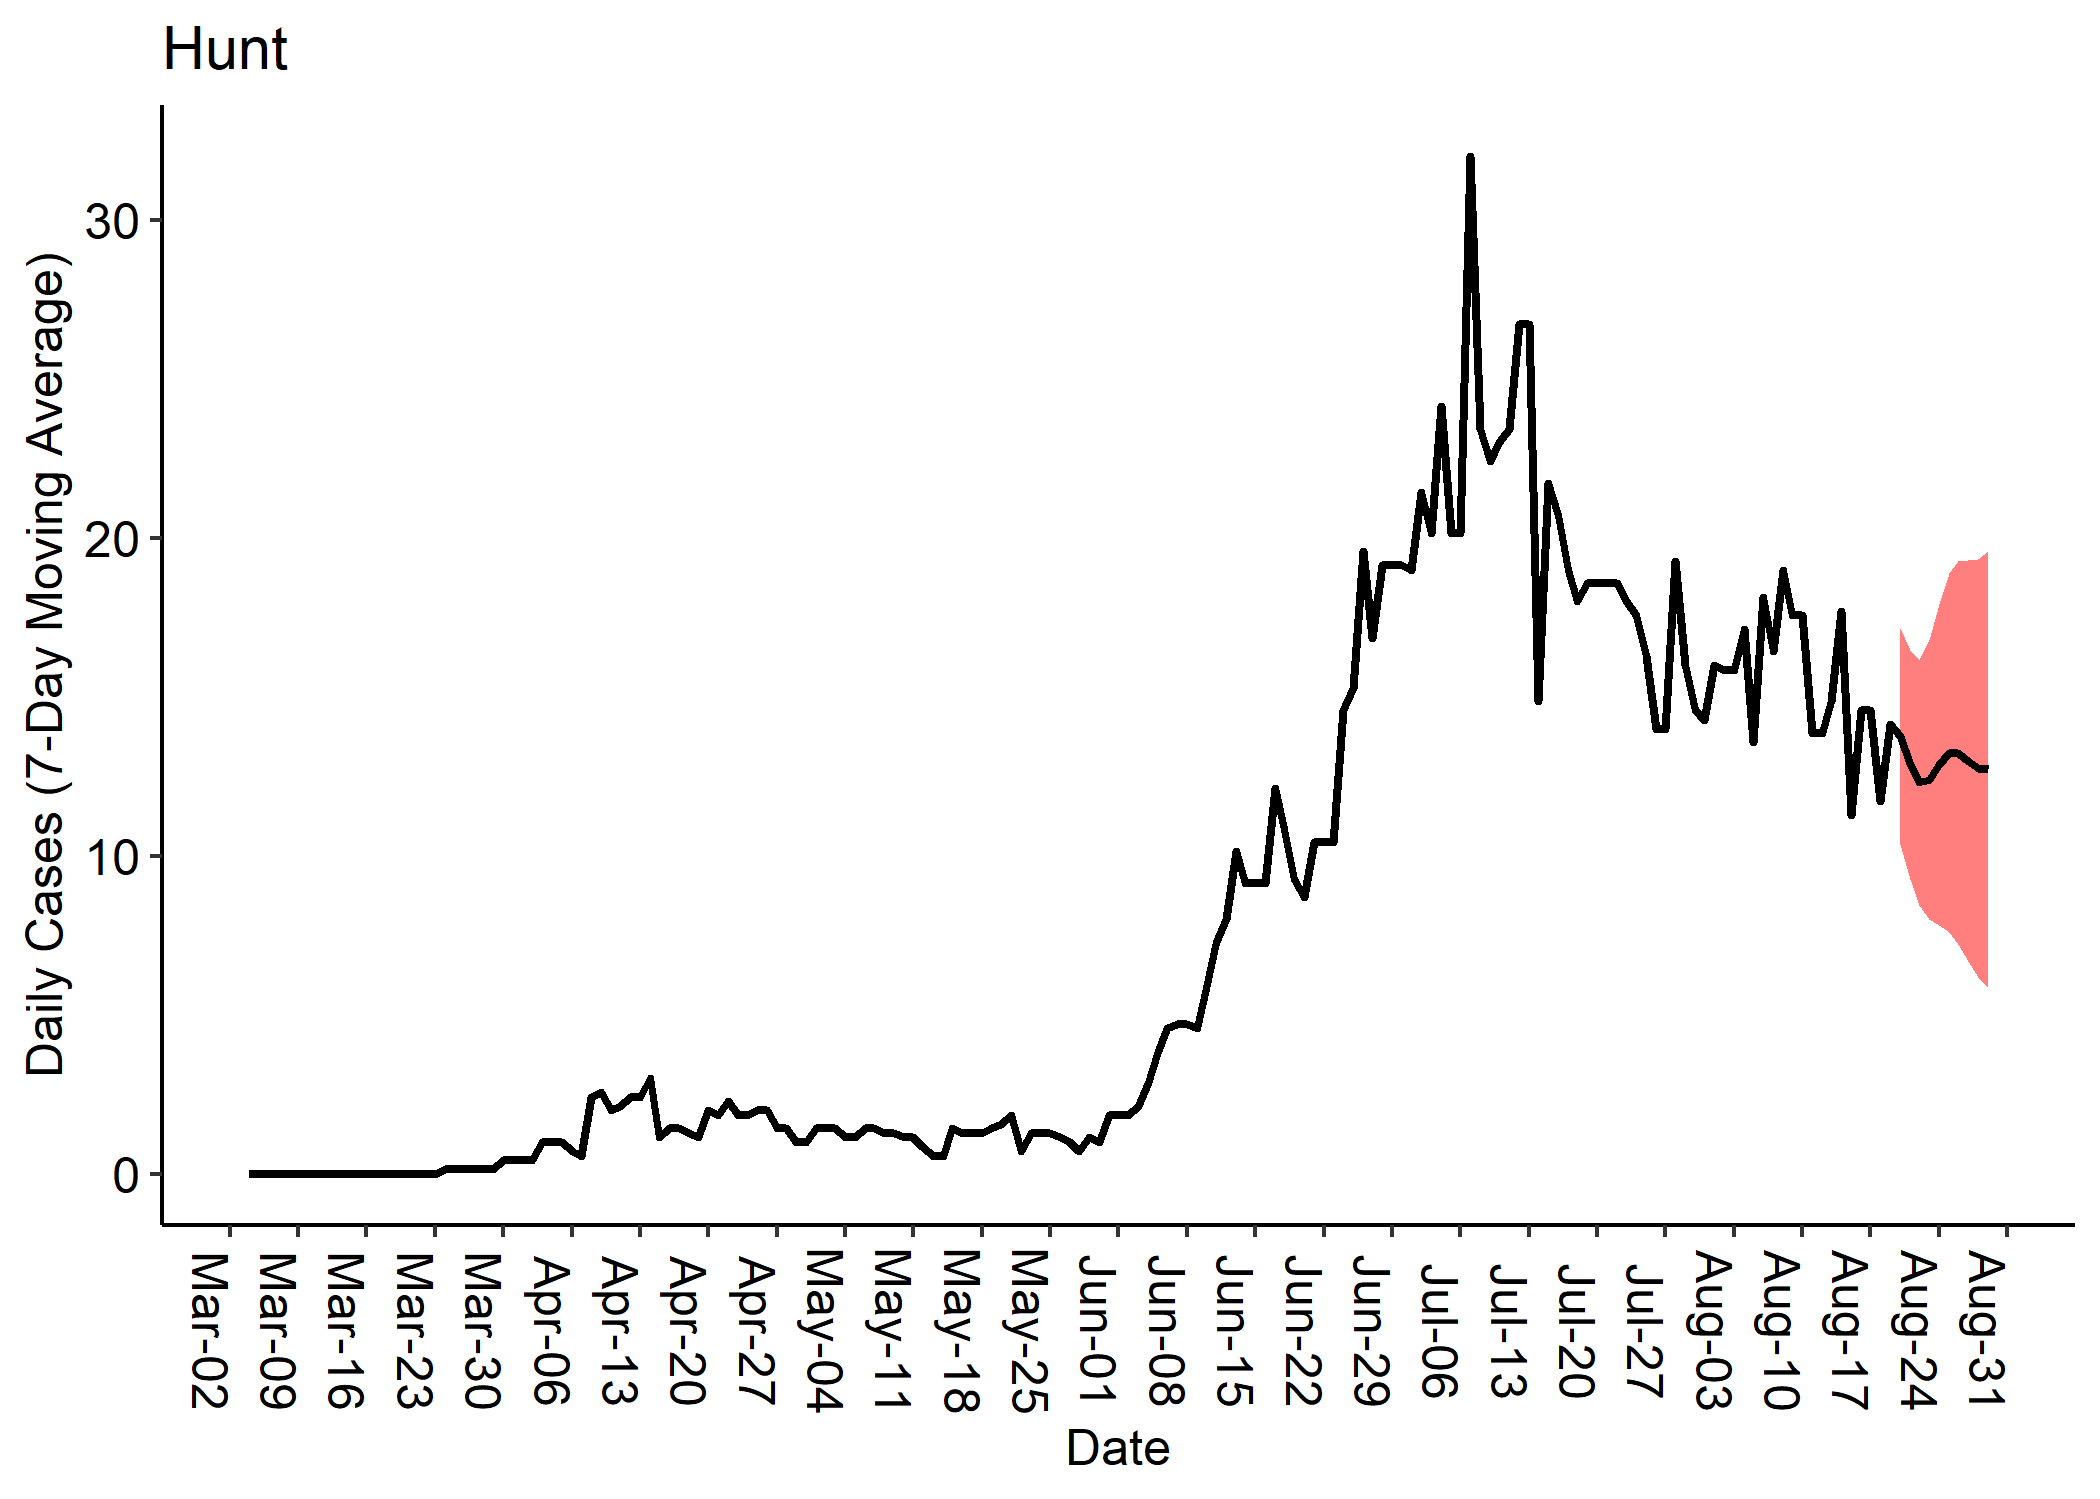 Hunt
Daily Cases (7-Day Moving Average)
30
20
10
0
Mar-02
Mar-09
Mar-16
Mar-23
Mar-30
Apr-06
Apr-13
Apr-20
Apr-27
May-04
May-11
May-18
May-25
Jun-01
Jun-08
Jun-15
Jun-22
Jun-29
Jul-06
Jul-13
Jul-20
Jul-27
Aug-03
Aug-10
Aug-17
Aug-24
Aug-31
Date